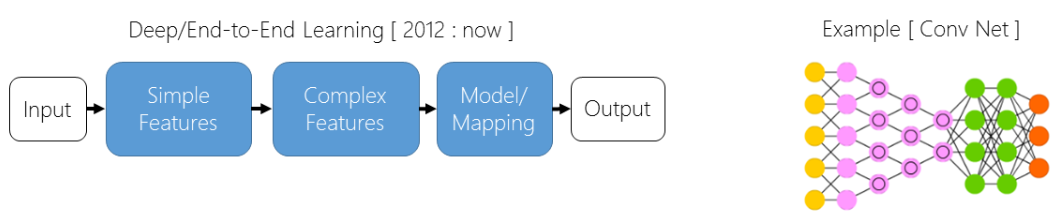 Deep/End-to-End Learning [ 2012 : now ]
Example [ Conv Net ]
Input
Simple
Features
Complex
Features
Model/
Mapping
Output